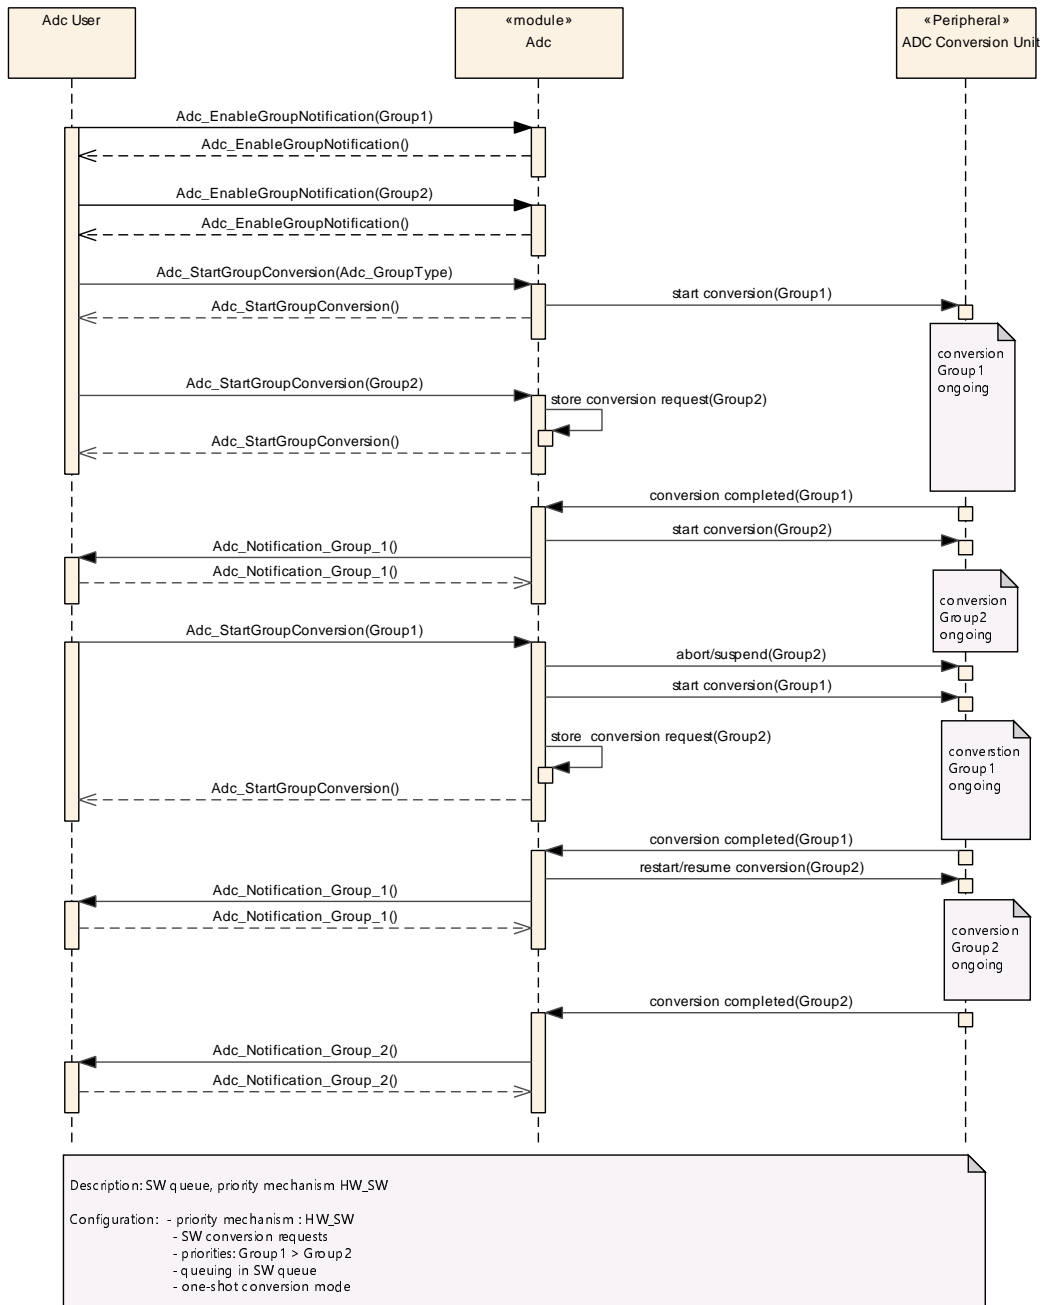 Adc User
«module»
Adc
«Peripheral»
ADC Conversion Unit
Adc_EnableGroupNotification(Group1)
Adc_EnableGroupNotification()
Adc_EnableGroupNotification(Group2)
Adc_EnableGroupNotification()
Adc_StartGroupConversion(Adc_GroupType)
start conversion(Group1)
Adc_StartGroupConversion()
conversion
Group1
ongoing
Adc_StartGroupConversion(Group2)
store conversion request(Group2)
Adc_StartGroupConversion()
conversion completed(Group1)
start conversion(Group2)
Adc_Notification_Group_1()
Adc_Notification_Group_1()
conversion
Group2
ongoing
Adc_StartGroupConversion(Group1)
abort/suspend(Group2)
start conversion(Group1)
store  conversion request(Group2)
converstion
Group1
ongoing
Adc_StartGroupConversion()
conversion completed(Group1)
restart/resume conversion(Group2)
Adc_Notification_Group_1()
Adc_Notification_Group_1()
conversion
Group2
ongoing
conversion completed(Group2)
Adc_Notification_Group_2()
Adc_Notification_Group_2()
Description: SW queue, priority mechanism HW_SW
Configuration:  - priority mechanism : HW_SW
- SW conversion requests
- priorities: Group1 > Group2
- queuing in SW queue
- one-shot conversion mode